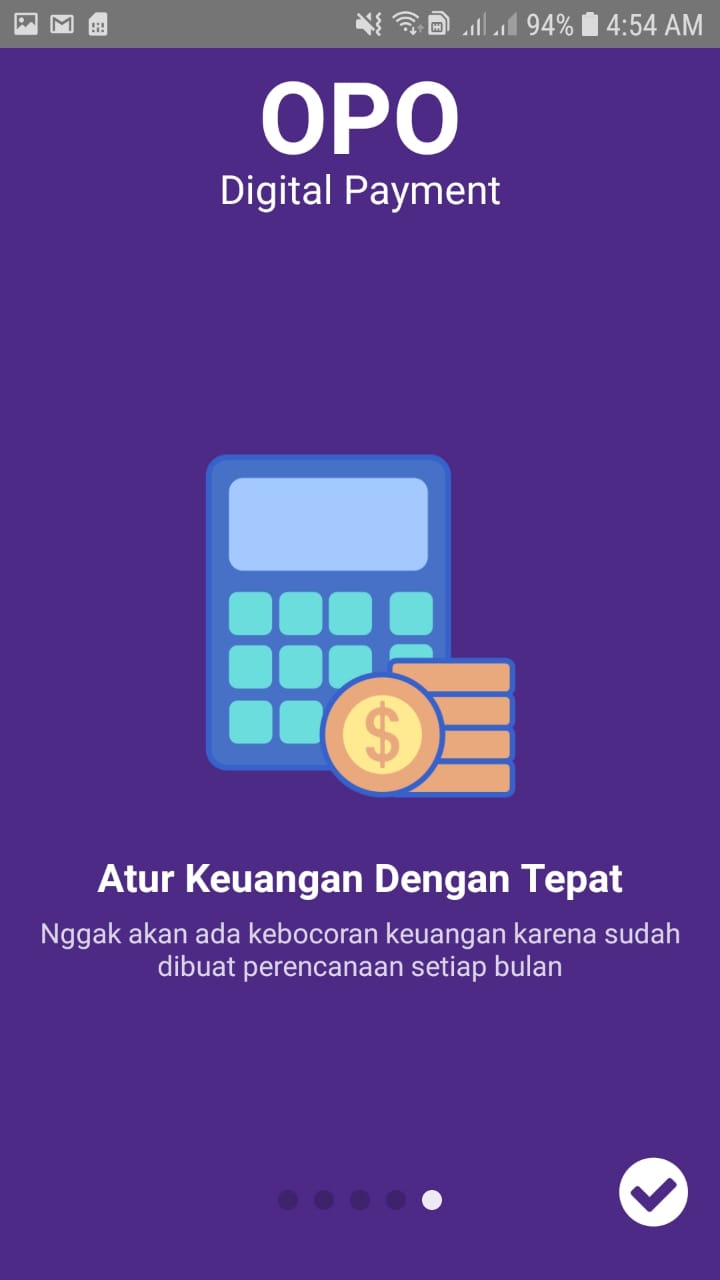 94% 4:54 AM
OPO
Digital Payment
$
Atur Keuangan Dengan Tepat
Nggak akan ada kebocoran keuangan karena sudah
dibuat perencanaan setiap bulan